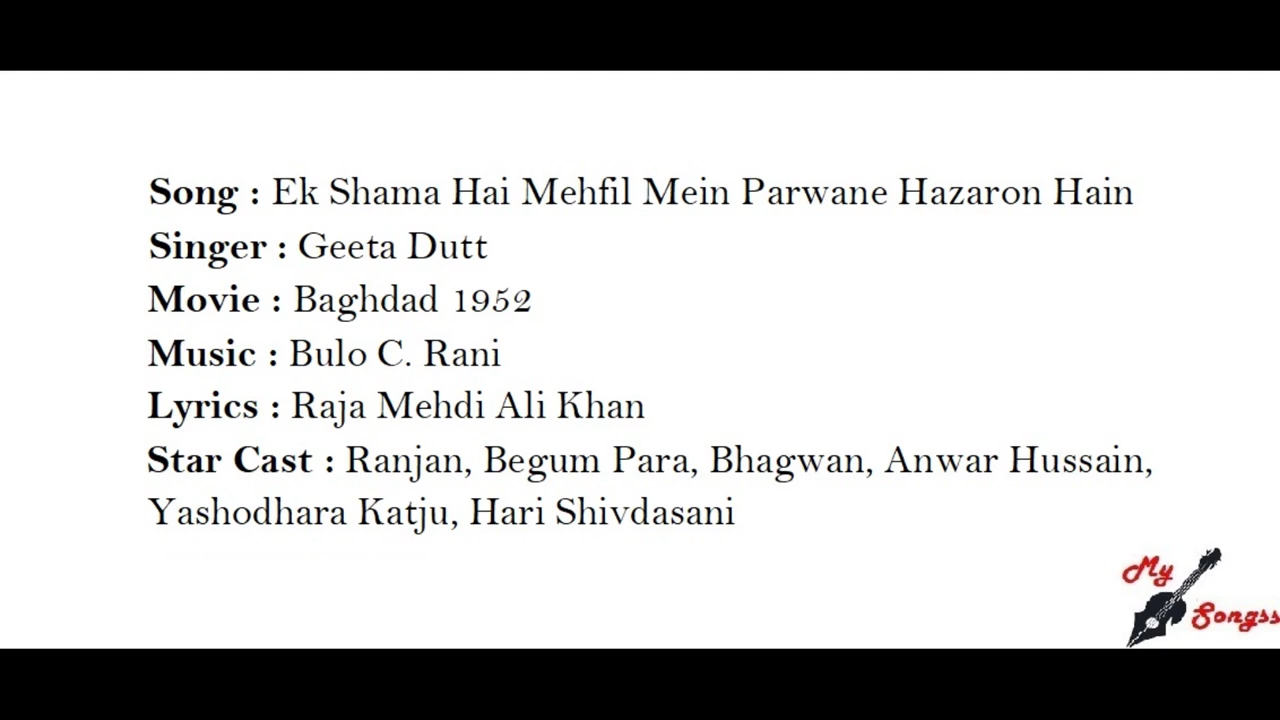 Song : Ek Shama Hai Mehfil Mein Parwane Hazaron Hain
Singer : Geeta Dutt
Movie : Baghdad 1952
Music : Bulo C. Rani
Lyrics : Raja Mehdi Ali Khan
Star Cast : Ranjan, Begum Para, Bhagwan, Anwar Hussain,
Yashodhara Katju, Hari Shivdasani
My
Songss